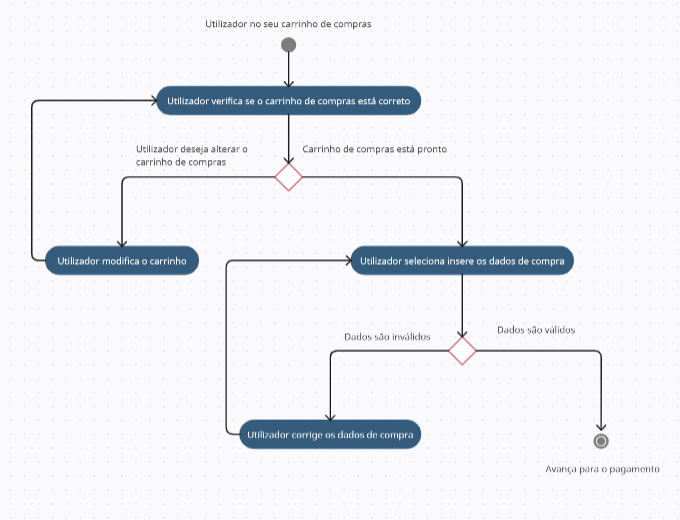 Utilizador no seu carrinho de compras
Utilizador verifica se o carrinho de compras está correto
Utilizador deseja alterar o
carrinho de compras
Carrinho de compras está pronto
Utilizador modifica o carrinho
Utilizador seleciona insere os dados de compra
Dados são inválidos
Dados são válidos
Utilizador corrige os dados de compra
Avança para o pagamento